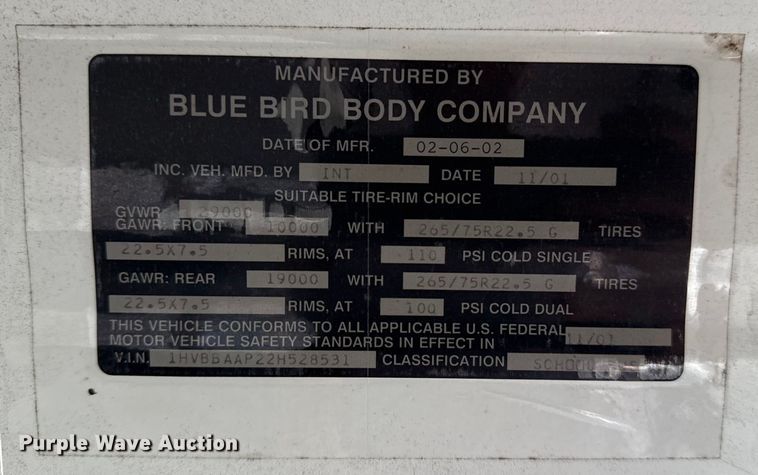 MANUFACTURED BY
BLUE BIRD BODY COMPANY
DATE OF MFR. 02-06-02
INC. VEH. MFD. BY INT DATE 11/01
SUITABLE TIRE-RIM CHOICE
GVWR 29000
GAWR: FRONT 10000 WITH 265/75R22.5 G TIRES
22.5X7.5 RIMS, AT 110 PSI COLD SINGLE
GAWR: REAR 19000 WITH 265/75R22.5 G TIRES
22.5X7.5 RIMS, AT 100 PSI COLD DUAL
THIS VEHICLE CONFORMS TO ALL APPLICABLE U.S. FEDERAL
MOTOR VEHICLE SAFETY STANDARDS IN EFFECT IN 11/01
V.I.N. 1HVBBAAP22H528531 CLASSIFICATION SCHOOL BUS
Purple Wave Auction